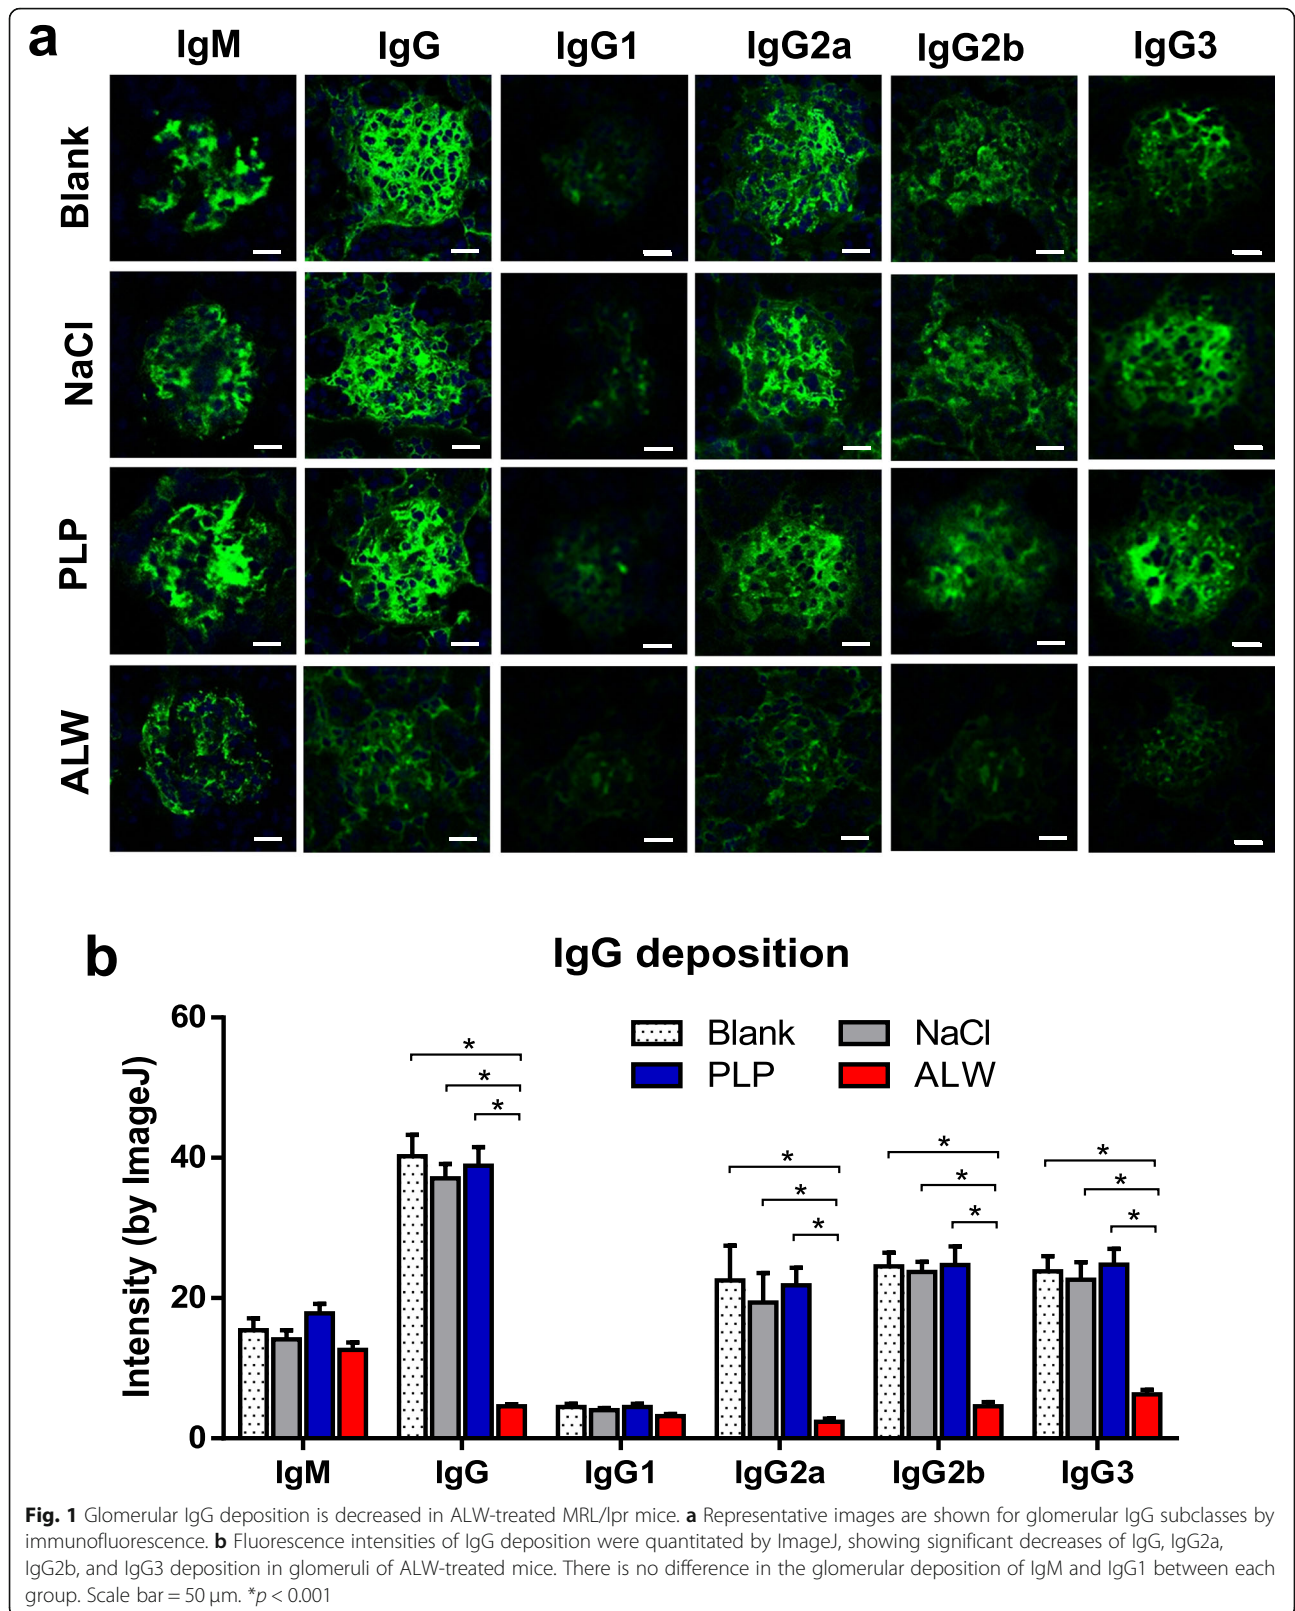 a
IgM IgG IgG1 IgG2a IgG2b IgG3
Blank
NaCl
PLP
ALW
b
IgG deposition
Blank NaCl
PLP ALW
Intensity (by ImageJ)
60
40
20
0
* * *
* * *
* * *
* * *
IgM IgG IgG1 IgG2a IgG2b IgG3
Fig. 1 Glomerular IgG deposition is decreased in ALW-treated MRL/lpr mice. a Representative images are shown for glomerular IgG subclasses by
immunofluorescence. b Fluorescence intensities of IgG deposition were quantitated by ImageJ, showing significant decreases of IgG, IgG2a,
IgG2b, and IgG3 deposition in glomeruli of ALW-treated mice. There is no difference in the glomerular deposition of IgM and IgG1 between each
group. Scale bar = 50 μm. *p < 0.001